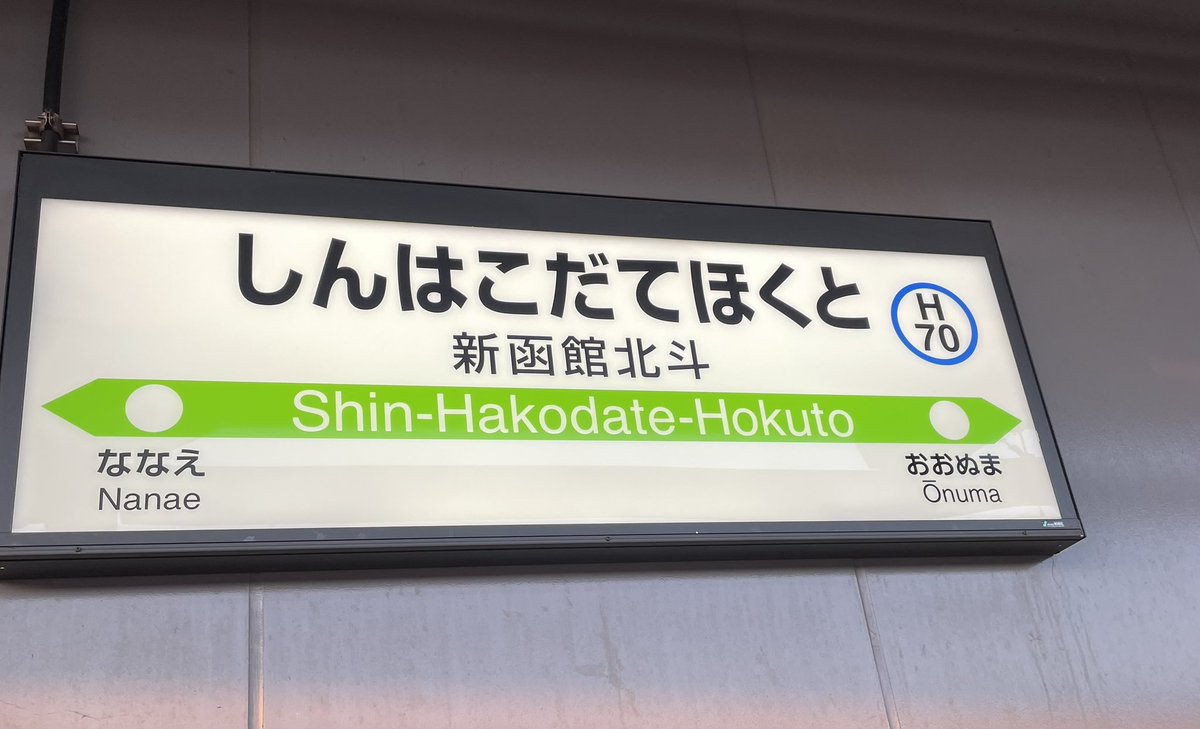 しんはこだてほくと
H
70
新函館北斗
Shin-Hakodate-Hokuto
ななえ
Nanae
おおぬま
Ōnuma